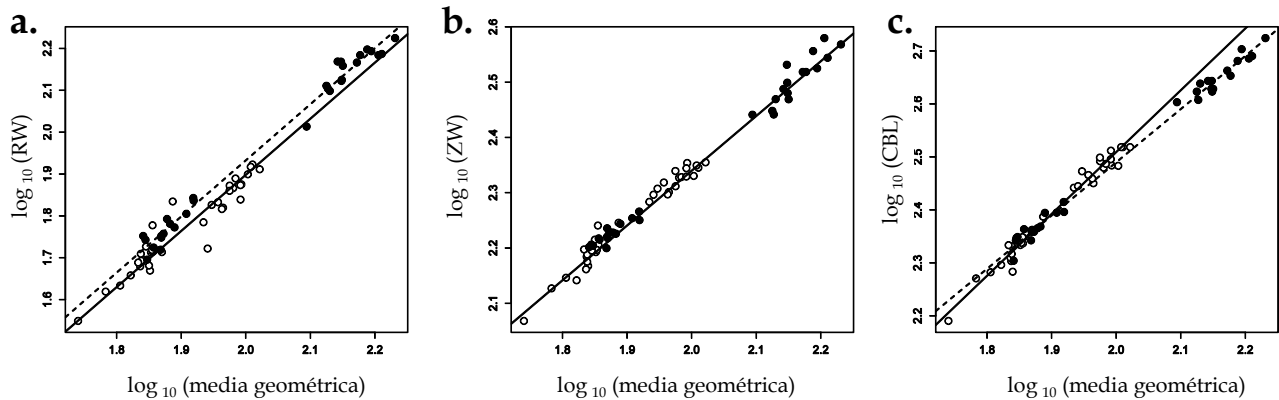 a.
log 10 (RW)
2.2
2.1
2.0
1.9
1.8
1.7
1.6
1.8 1.9 2.0 2.1 2.2
log 10 (media geométrica)
b.
log 10 (ZW)
2.6
2.5
2.4
2.3
2.2
2.1
1.8 1.9 2.0 2.1 2.2
log 10 (media geométrica)
c.
log 10 (CBL)
2.7
2.6
2.5
2.4
2.3
2.2
1.8 1.9 2.0 2.1 2.2
log 10 (media geométrica)